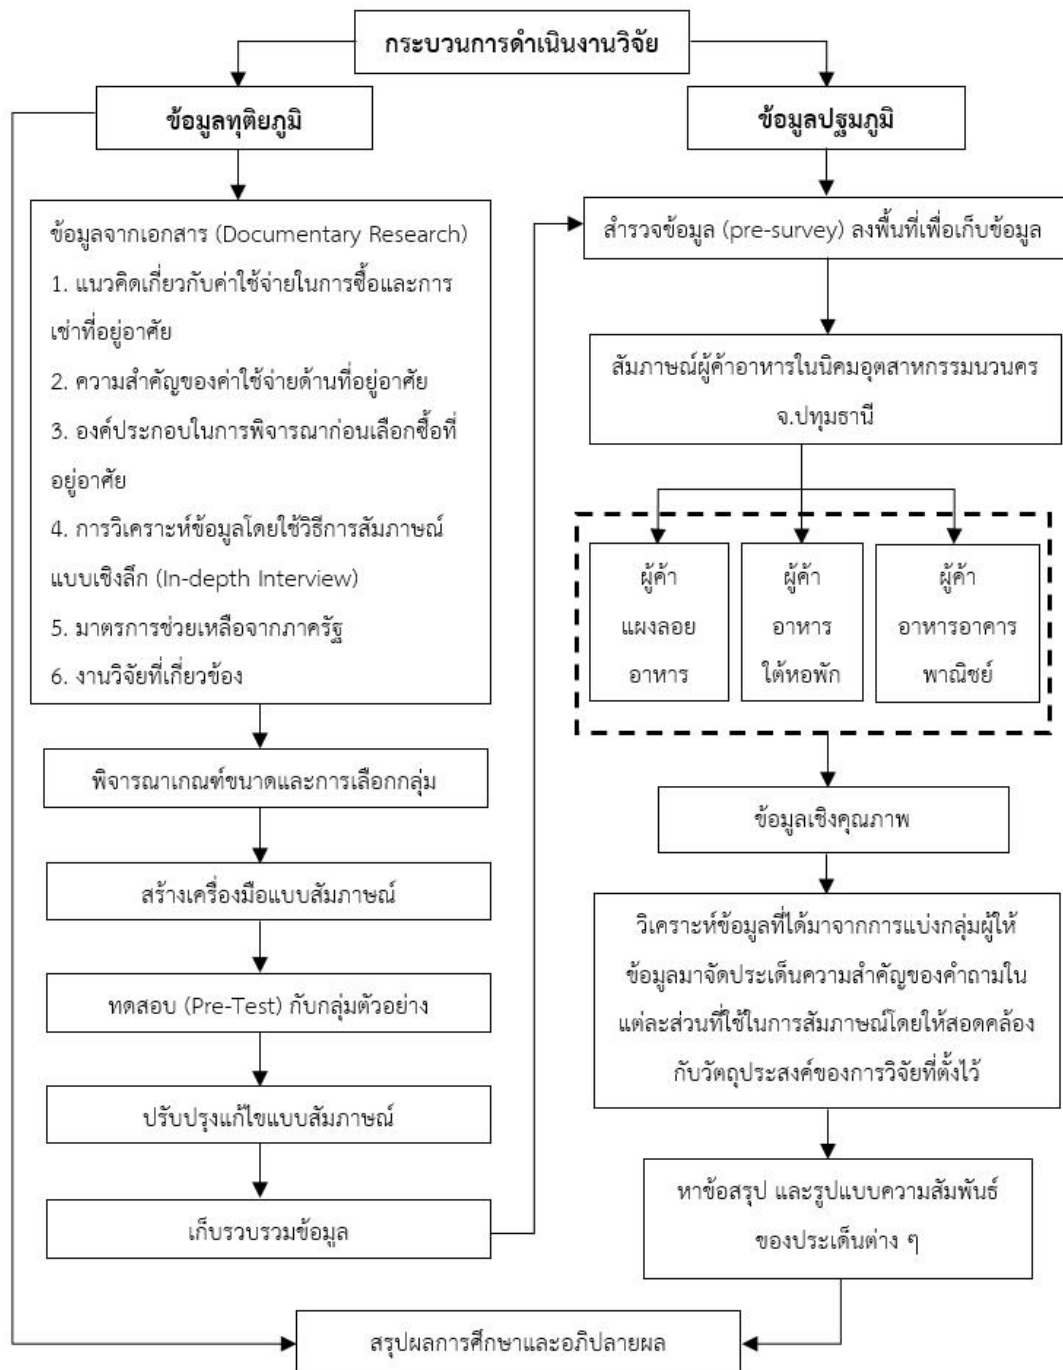 กระบวนการดำเนินงานวิจัย
ข้อมูลทุติยภูมิ
ข้อมูลจากเอกสาร (Documentary Research)
1. แนวคิดเกี่ยวกับค่าใช้จ่ายในการซื้อและการ
เช่าที่อยู่อาศัย
2. ความสำคัญของค่าใช้จ่ายด้านที่อยู่อาศัย
3. องค์ประกอบในการพิจารณาก่อนเลือกซื้อที่
อยู่อาศัย
4. การวิเคราะห์ข้อมูลโดยใช้วิธีการสัมภาษณ์
แบบเชิงลึก (In-depth Interview)
5. มาตรการช่วยเหลือจากภาครัฐ
6. งานวิจัยที่เกี่ยวข้อง
พิจารณาเกณฑ์ขนาดและการเลือกกลุ่ม
สร้างเครื่องมือแบบสัมภาษณ์
ทดสอบ (Pre-Test) กับกลุ่มตัวอย่าง
ปรับปรุงแก้ไขแบบสัมภาษณ์
เก็บรวบรวมข้อมูล
ข้อมูลปฐมภูมิ
สำรวจข้อมูล (pre-survey) ลงพื้นที่เพื่อเก็บข้อมูล
สัมภาษณ์ผู้ค้าอาหารในนิคมอุตสาหกรรมนวนคร
จ.ปทุมธานี
ผู้ค้า
แผงลอย
อาหาร
ผู้ค้า
อาหาร
ใต้หอพัก
ผู้ค้า
อาหารอาคาร
พาณิชย์
ข้อมูลเชิงคุณภาพ
วิเคราะห์ข้อมูลที่ได้มาจากการแบ่งกลุ่มผู้ให้
ข้อมูลมาจัดประเด็นความสำคัญของคำถามใน
แต่ละส่วนที่ใช้ในการสัมภาษณ์โดยให้สอดคล้อง
กับวัตถุประสงค์ของการวิจัยที่ตั้งไว้
หาข้อสรุป และรูปแบบความสัมพันธ์
ของประเด็นต่าง ๆ
สรุปผลการศึกษาและอภิปลายผล